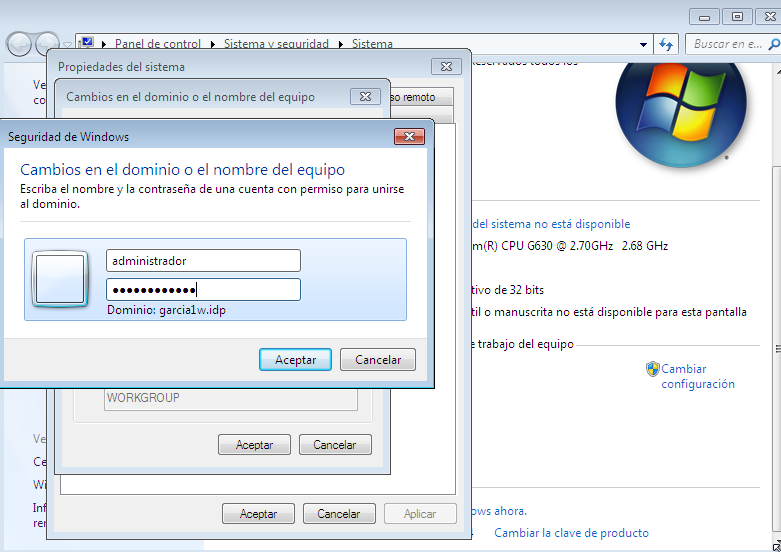 Panel de control ▸ Sistema y seguridad ▸ Sistema
Buscar en e...
Propiedades del sistema
Cambios en el dominio o el nombre del equipo
so remoto
Seguridad de Windows
Cambios en el dominio o el nombre del equipo
Escriba el nombre y la contraseña de una cuenta con permiso para unirse
al dominio.
administrador
●●●●●●●●●●●●
Dominio: garcia1w.idp
Aceptar
Cancelar
WORKGROUP
Aceptar
Cancelar
Aceptar
Cancelar
Aplicar
Ve
co
Ve
Ce
Wi
Inf
ren
todos los
del sistema no está disponible
m(R) CPU G630 @ 2.70GHz 2.68 GHz
tivo de 32 bits
til o manuscrita no está disponible para esta pantalla
e trabajo del equipo
Cambiar
configuración
ows ahora.
Cambiar la clave de producto